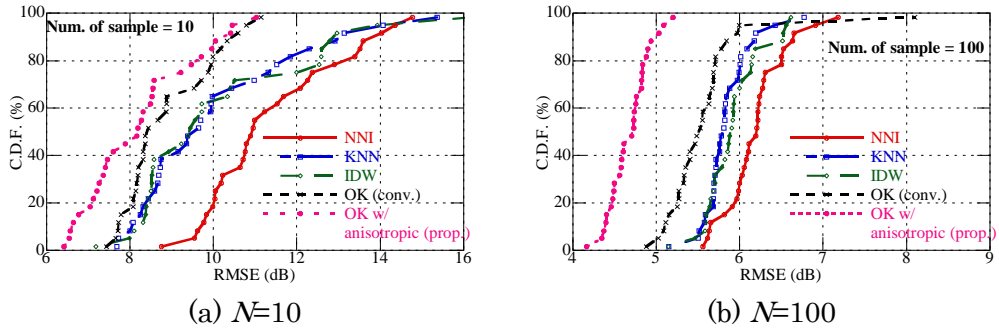 Num. of sample = 10
C.D.F. (%)
100
80
60
40
20
0
NNI
KNN
IDW
OK (conv.)
OK w/
anisotropic (prop.)
6 8 10 12 14 16
RMSE (dB)
(a) N=10
Num. of sample = 100
C.D.F. (%)
100
80
60
40
20
0
NNI
KNN
IDW
OK (conv.)
OK w/
anisotropic (prop.)
4 5 6 7 8 9 10
RMSE (dB)
(b) N=100